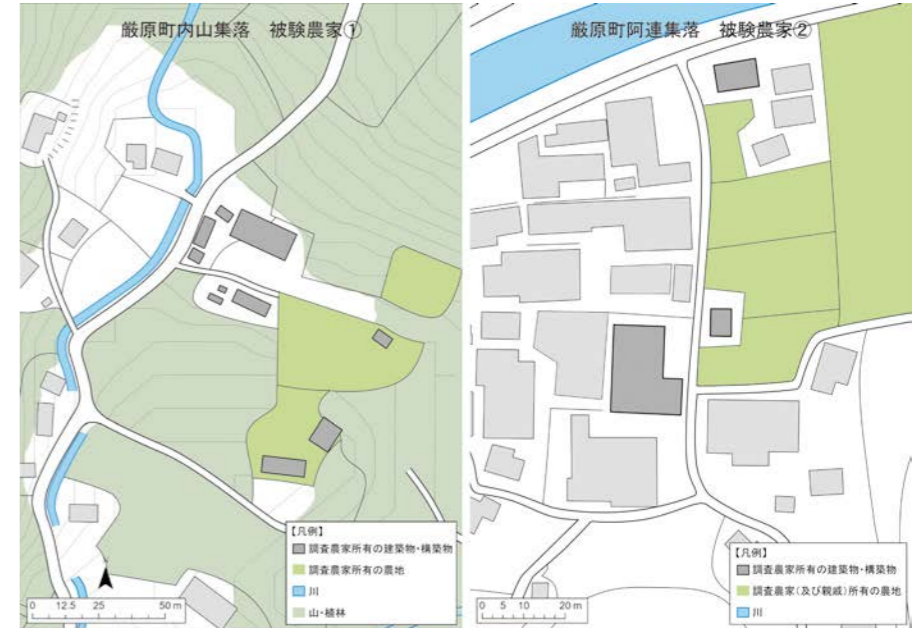 厳原町内山集落　被験農家①
【凡例】
調査農家所有の建築物・構築物
調査農家所有の農地
川
山・植林
0 12.5 25 50 m
厳原町阿連集落　被験農家②
【凡例】
調査農家所有の建築物・構築物
調査農家(及び親戚)所有の農地
川
0 5 10 20 m